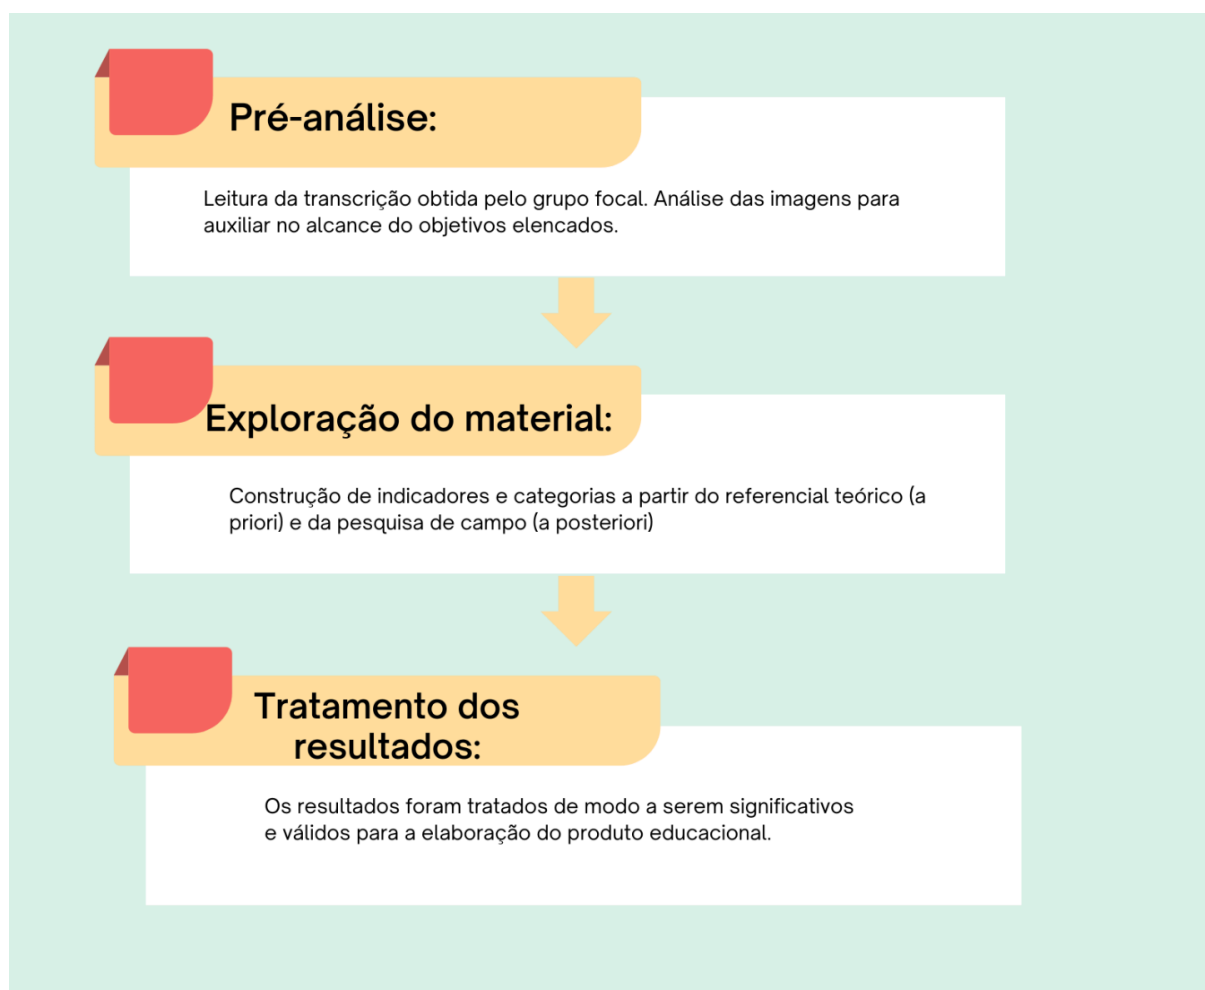 Pré-análise:
Leitura da transcrição obtida pelo grupo focal. Análise das imagens para
auxiliar no alcance do objetivos elencados.
Exploração do material:
Construção de indicadores e categorias a partir do referencial teórico (a
priori) e da pesquisa de campo (a posteriori)
Tratamento dos
resultados:
Os resultados foram tratados de modo a serem significativos
e válidos para a elaboração do produto educacional.